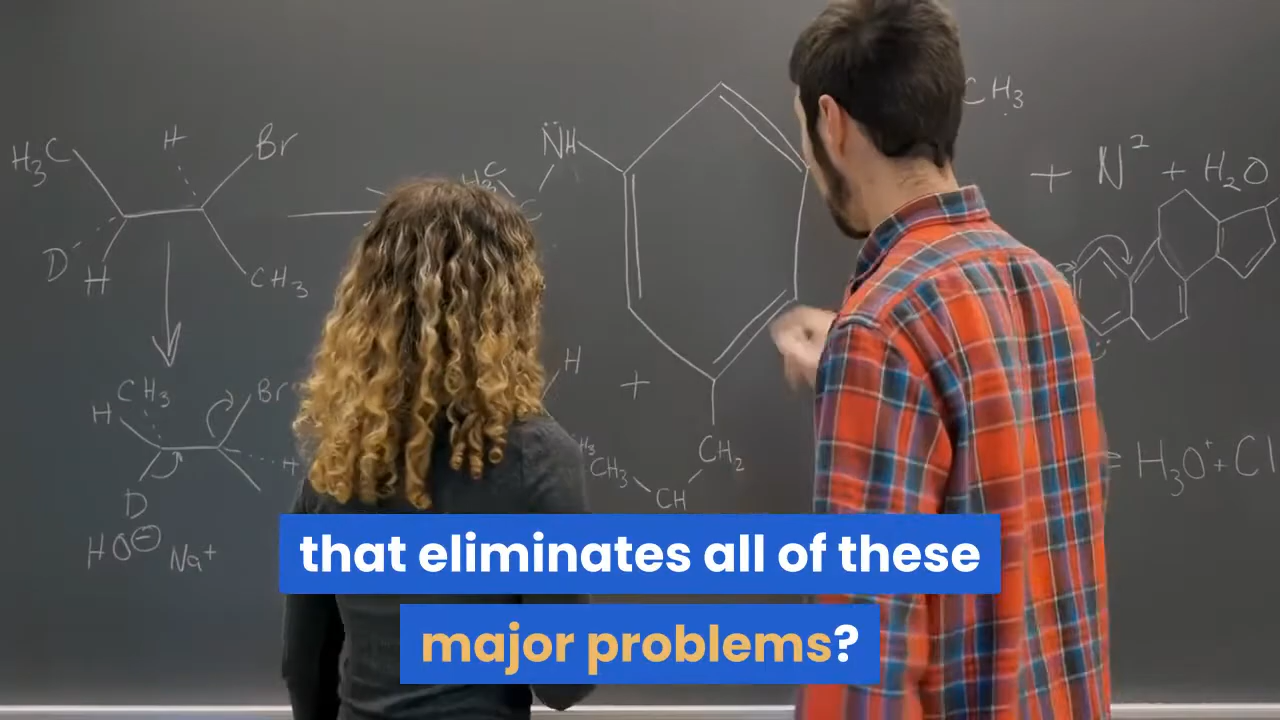 H₃C
H
Br
D
H
CH₃
CH₃
H
Br
D
HO⊖ Na⁺
N̈H
H₃C
H
+
CH₃
CH
CH₂
CH₃
+ N² + H₂O
= H₃O⁺ + Cl
that eliminates all of these
major problems?